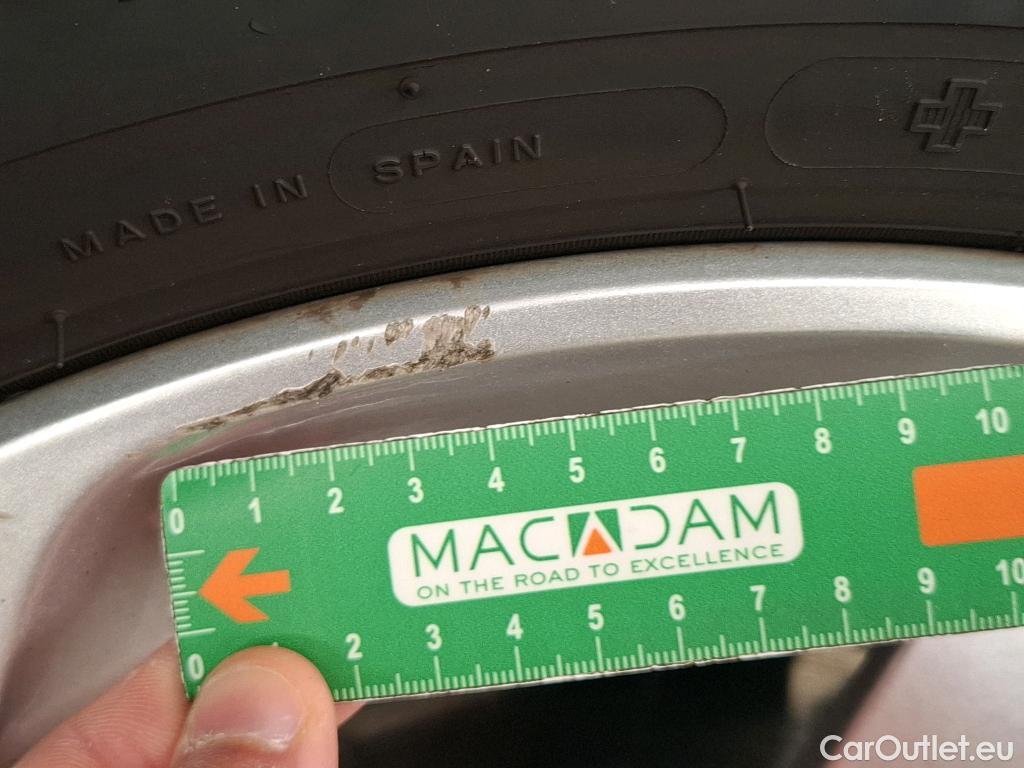 MADE IN SPAIN
0 1 2 3 4 5 6 7 8 9 10
MACADAM
ON THE ROAD TO EXCELLENCE
0 1 2 3 4 5 6 7 8 9 10
CarOutlet.eu